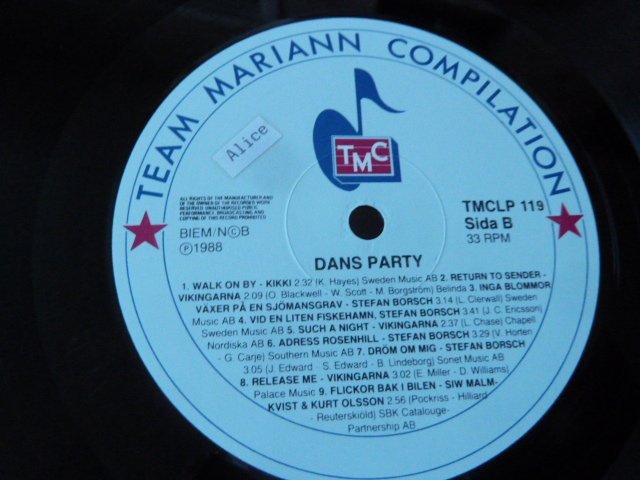 TEAM MARIANN COMPILATION
Alice
TMC
ALL RIGHTS OF THE MANUFACTURER AND
OF THE OWNER OF THE RECORDED WORK
RESERVED. UNAUTHORISED PUBLIC
PERFORMANCE, BROADCASTING AND
COPYING OF THIS RECORD PROHIBITED
BIEM/N©B
℗1988
TMCLP 119
Sida B
33 RPM
DANS PARTY
1. WALK ON BY - KIKKI 2.32 (K. Hayes) Sweden Music AB 2. RETURN TO SENDER -
VIKINGARNA 2.09 (O. Blackwell - W. Scott - M. Borgström) Belinda 3. INGA BLOMMOR
VÄXER PÅ EN SJÖMANSGRAV - STEFAN BORSCH 3.14 (L. Clerwall) Sweden
Music AB 4. VID EN LITEN FISKEHAMN, STEFAN BORSCH 3.41 (J. C. Ericsson)
Sweden Music AB 5. SUCH A NIGHT - VIKINGARNA 2.37 (L. Chase) Chapell
Nordiska AB 6. ADRESS ROSENHILL - STEFAN BORSCH 3.29 (V. Horten
- G. Carje) Southern Music AB 7. DRÖM OM MIG - STEFAN BORSCH
3.05 (J. Edward - S. Edward - B. Lindeborg) Sonet Music AB
8. RELEASE ME - VIKINGARNA 3.02 (E. Miller - D. Williams)
Palace Music 9. FLICKOR BAK I BILEN - SIW MALM-
KVIST & KURT OLSSON 2.56 (Pockriss - Hilliard
- Reuterskiöld) SBK Catalouge-
Partnership AB